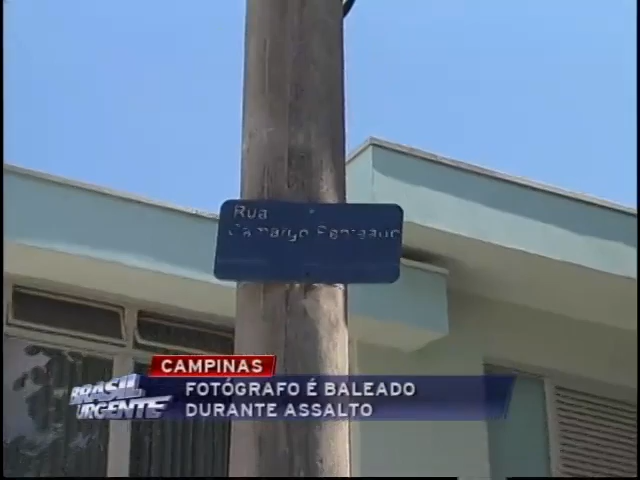 Rua
Camargo Penteado
CAMPINAS
BRASIL
URGENTE
FOTÓGRAFO É BALEADO
DURANTE ASSALTO